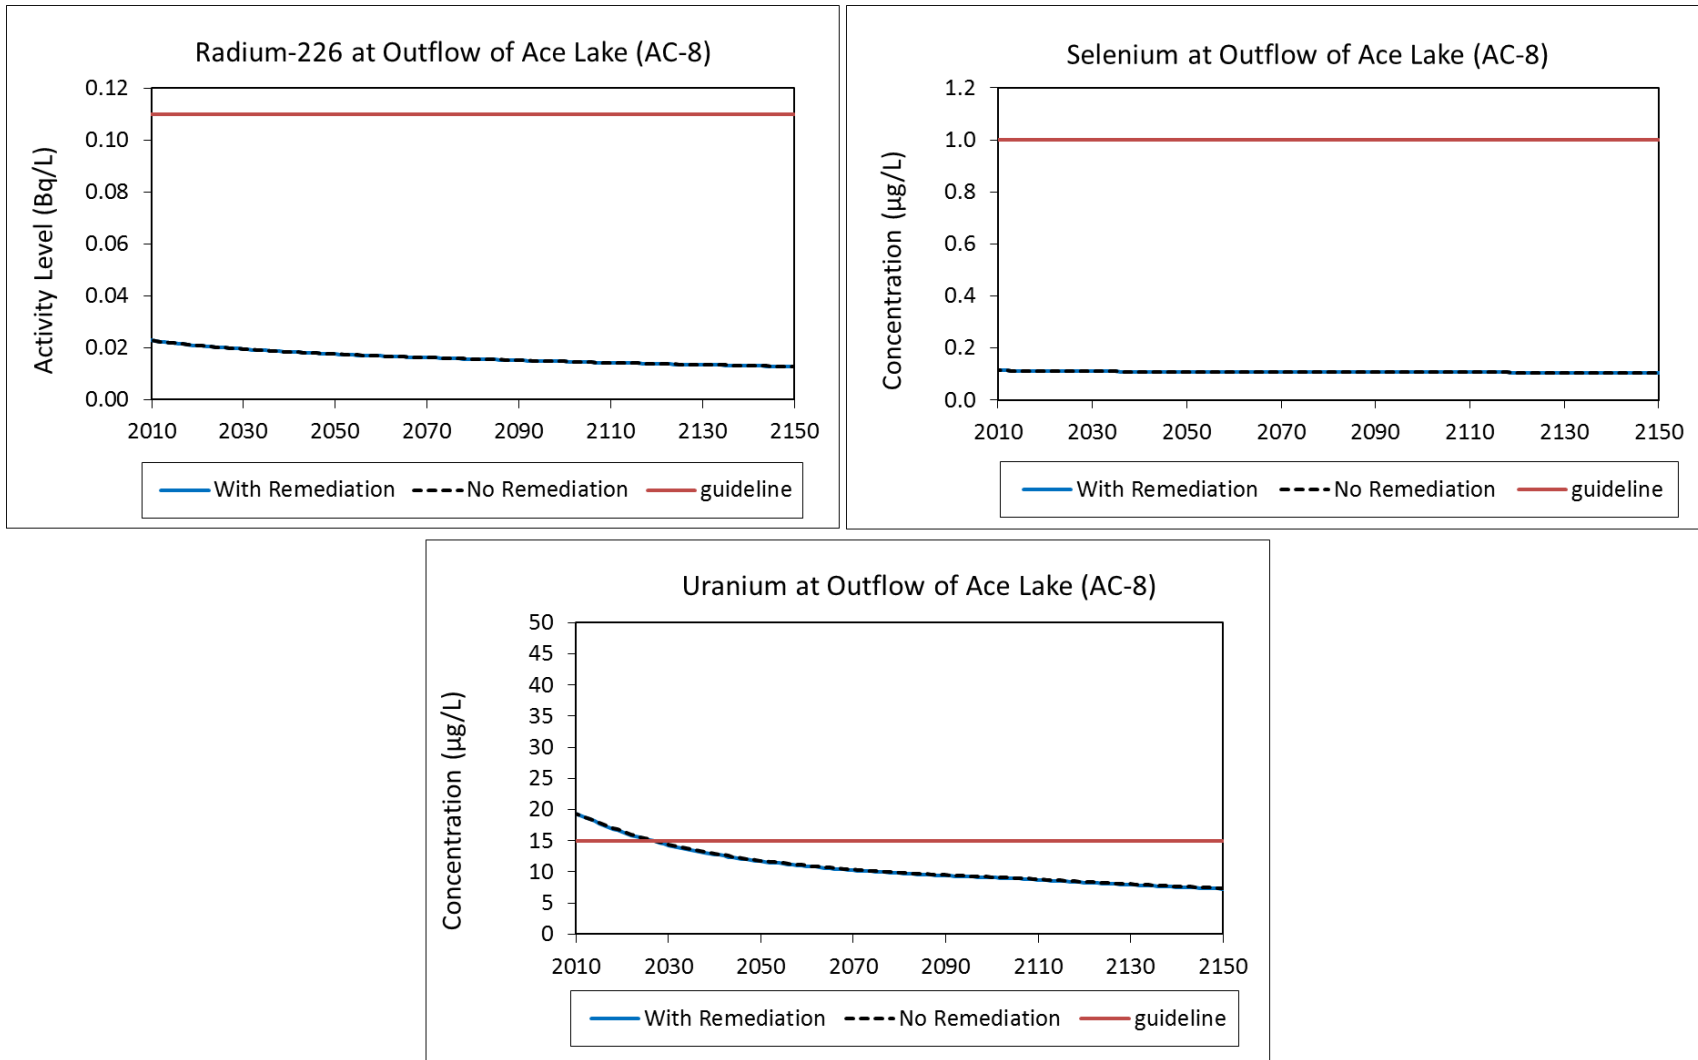 Radium-226 at Outflow of Ace Lake (AC-8)
Activity Level (Bq/L)
0.12
0.10
0.08
0.06
0.04
0.02
0.00
2010 2030 2050 2070 2090 2110 2130 2150
With Remediation No Remediation guideline
Selenium at Outflow of Ace Lake (AC-8)
Concentration (µg/L)
1.2
1.0
0.8
0.6
0.4
0.2
0.0
2010 2030 2050 2070 2090 2110 2130 2150
With Remediation No Remediation guideline
Uranium at Outflow of Ace Lake (AC-8)
Concentration (µg/L)
50
45
40
35
30
25
20
15
10
5
0
2010 2030 2050 2070 2090 2110 2130 2150
With Remediation No Remediation guideline